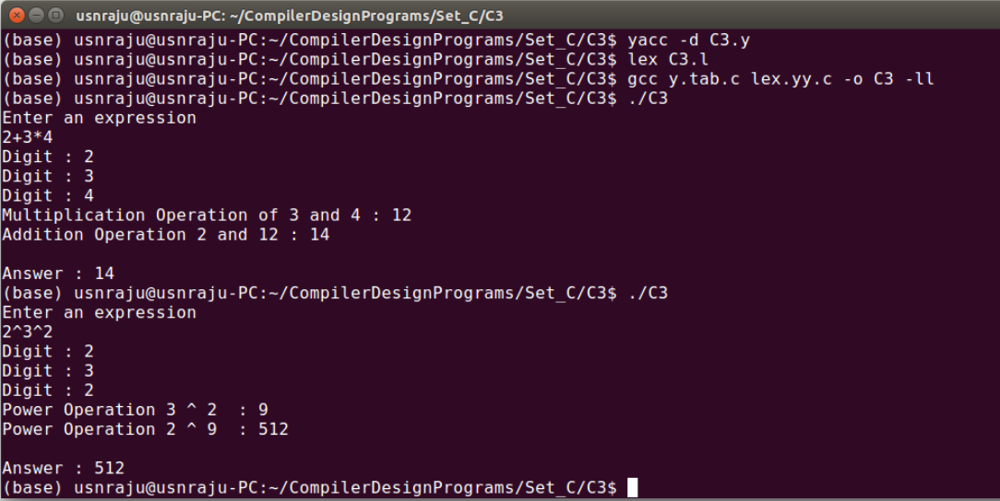 usnraju@usnraju-PC: ~/CompilerDesignPrograms/Set_C/C3
(base) usnraju@usnraju-PC:~/CompilerDesignPrograms/Set_C/C3$ yacc -d C3.y
(base) usnraju@usnraju-PC:~/CompilerDesignPrograms/Set_C/C3$ lex C3.l
(base) usnraju@usnraju-PC:~/CompilerDesignPrograms/Set_C/C3$ gcc y.tab.c lex.yy.c -o C3 -ll
(base) usnraju@usnraju-PC:~/CompilerDesignPrograms/Set_C/C3$ ./C3
Enter an expression
2+3*4
Digit : 2
Digit : 3
Digit : 4
Multiplication Operation of 3 and 4 : 12
Addition Operation 2 and 12 : 14

Answer : 14
(base) usnraju@usnraju-PC:~/CompilerDesignPrograms/Set_C/C3$ ./C3
Enter an expression
2^3^2
Digit : 2
Digit : 3
Digit : 2
Power Operation 3 ^ 2  : 9
Power Operation 2 ^ 9  : 512

Answer : 512
(base) usnraju@usnraju-PC:~/CompilerDesignPrograms/Set_C/C3$